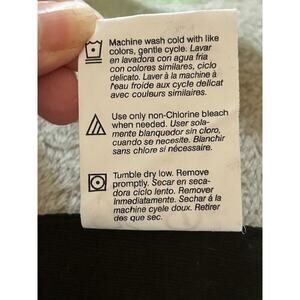 Machine wash cold with like
colors, gentle cycle. Lavar
en lavadora con agua fria
con colores similares, ciclo
delicato. Laver à la machine à
l'eau froide aux cycle delicat
avec couleurs similaires.
Use only non-Chlorine bleach
when needed. User sola-
mente blanquedor sin cloro,
cuando se necesite. Blanchir
sans chlore si nécessaire.
Tumble dry low. Remove
promptly. Secar en seca-
dora ciclo lento. Remover
Inmediatamente. Sechar á la
machine cycle doux. Retirer
des que sec.